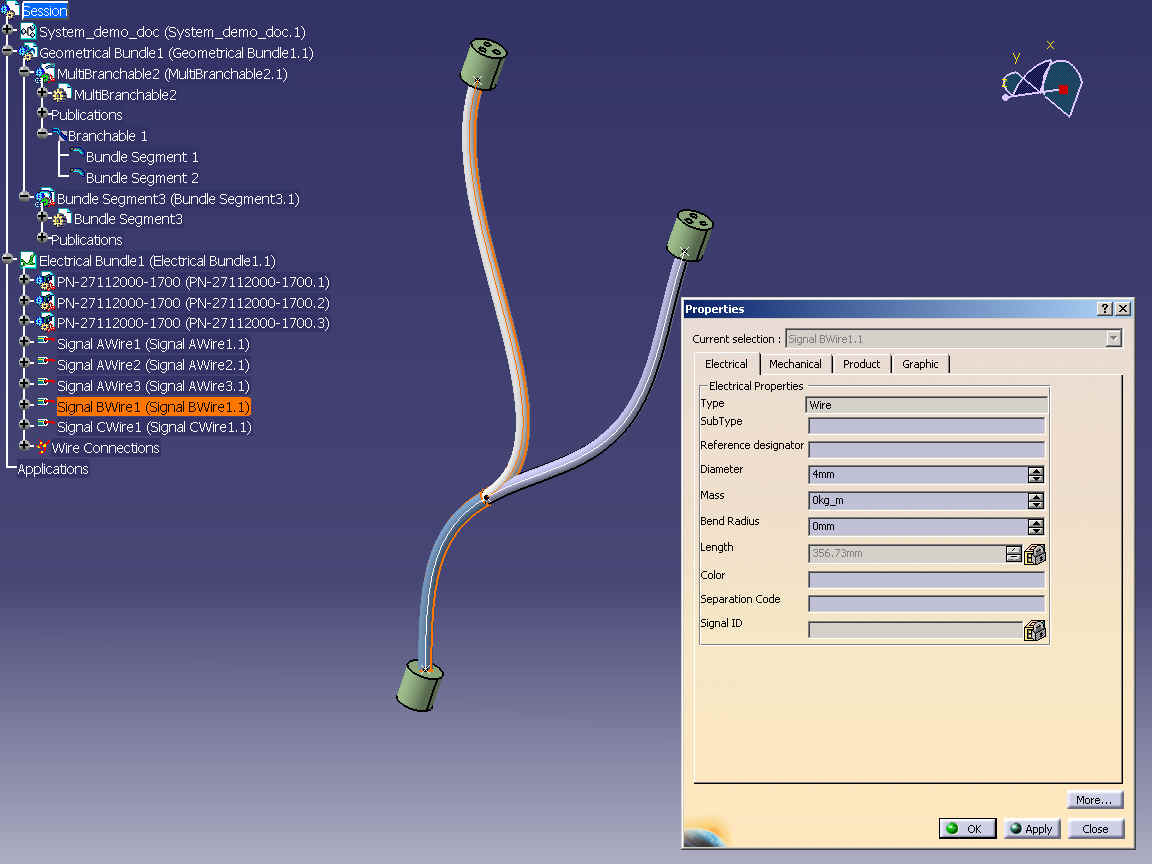 Session
System_demo_doc (System_demo_doc.1)
Geometrical Bundle1 (Geometrical Bundle1.1)
MultiBranchable2 (MultiBranchable2.1)
MultiBranchable2
Publications
Branchable 1
Bundle Segment 1
Bundle Segment 2
Bundle Segment3 (Bundle Segment3.1)
Bundle Segment3
Publications
Electrical Bundle1 (Electrical Bundle1.1)
PN-27112000-1700 (PN-27112000-1700.1)
PN-27112000-1700 (PN-27112000-1700.2)
PN-27112000-1700 (PN-27112000-1700.3)
Signal AWire1 (Signal AWire1.1)
Signal AWire2 (Signal AWire2.1)
Signal AWire3 (Signal AWire3.1)
Signal BWire1 (Signal BWire1.1)
Signal CWire1 (Signal CWire1.1)
Wire Connections
Applications
x
y
z
Properties
Current selection : Signal BWire1.1
Electrical Mechanical Product Graphic
Electrical Properties
Type Wire
SubType
Reference designator
Diameter 4mm
Mass 0kg_m
Bend Radius 0mm
Length 356.73mm
Color
Separation Code
Signal ID
More...
OK Apply Close